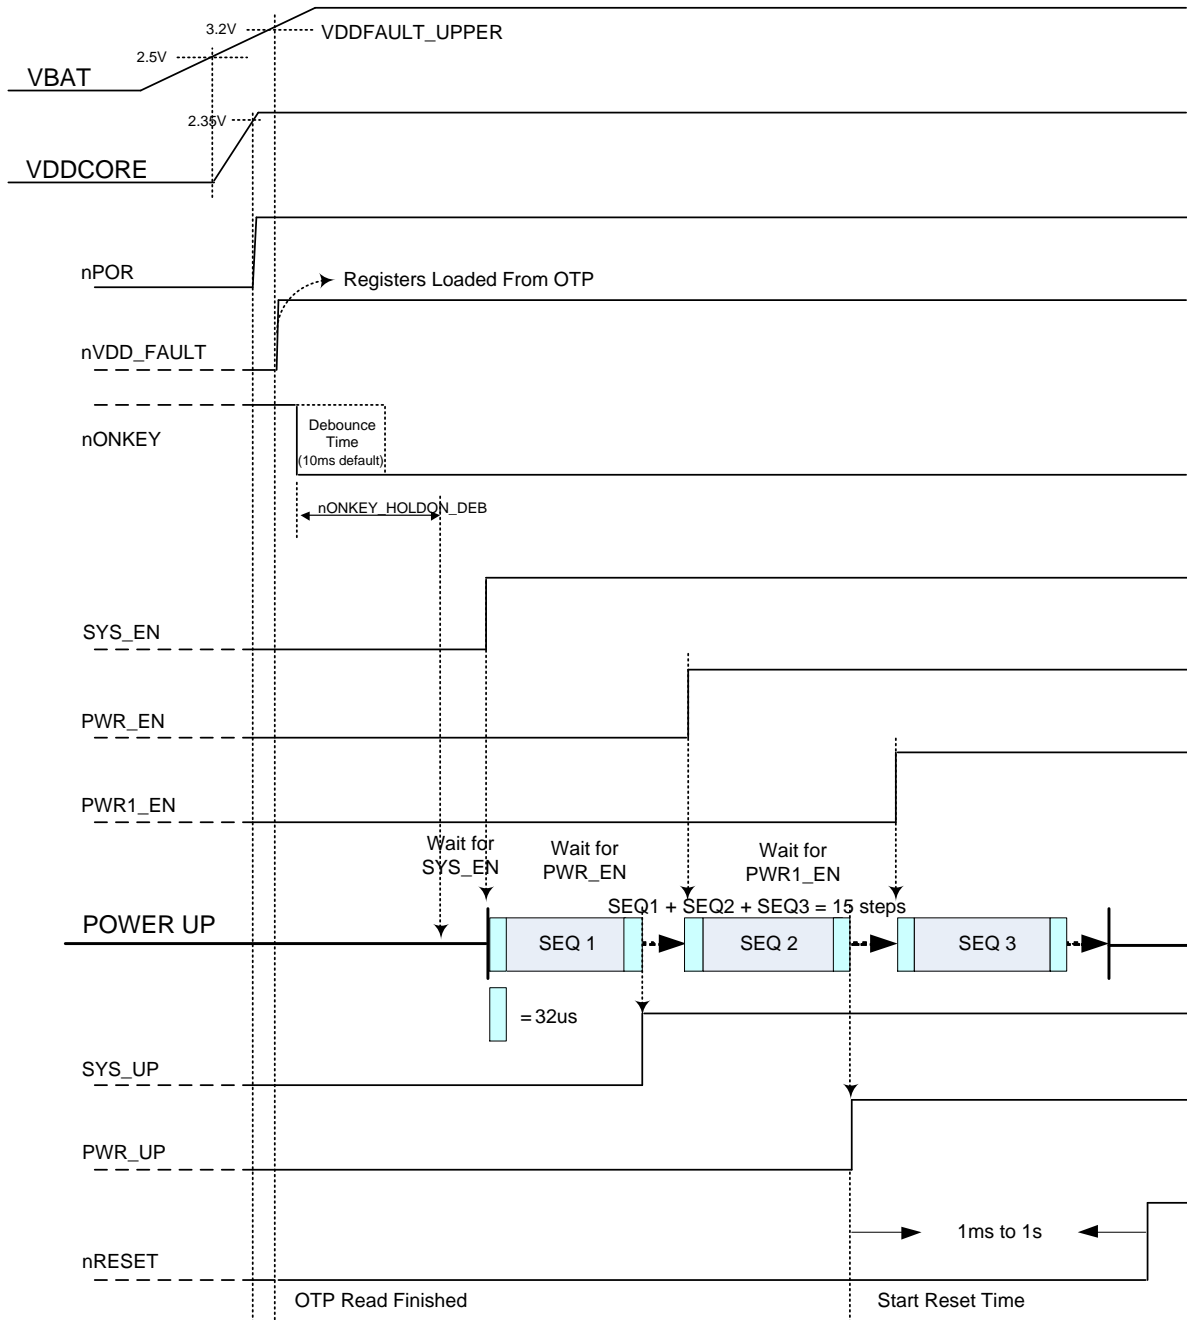 3.2V
VDDFAULT_UPPER
2.5V
VBAT
2.35V
VDDCORE
nPOR
Registers Loaded From OTP
nVDD_FAULT
Debounce
Time
(10ms default)
nONKEY
nONKEY_HOLDON_DEB
SYS_EN
PWR_EN
PWR1_EN
Wait for
SYS_EN
Wait for
PWR_EN
Wait for
PWR1_EN
SEQ1 + SEQ2 + SEQ3 = 15 steps
POWER UP
SEQ 1
SEQ 2
SEQ 3
= 32us
SYS_UP
PWR_UP
1ms to 1s
nRESET
OTP Read Finished
Start Reset Time